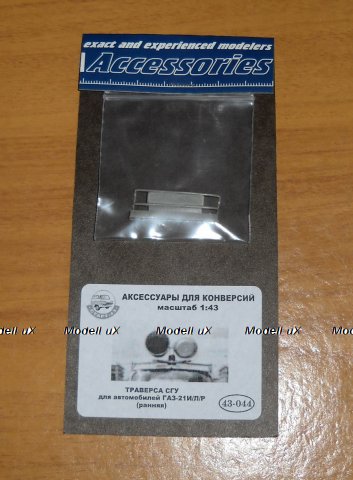 exact and experienced modelers
Accessories
АКСЕССУАРЫ ДЛЯ КОНВЕРСИЙ
масштаб 1:43
Modell uX Modell uX Modell uX Modell uX
ТРАВЕРСА СГУ
для автомобилей ГАЗ-21И/Л/Р
(ранняя)
43-044